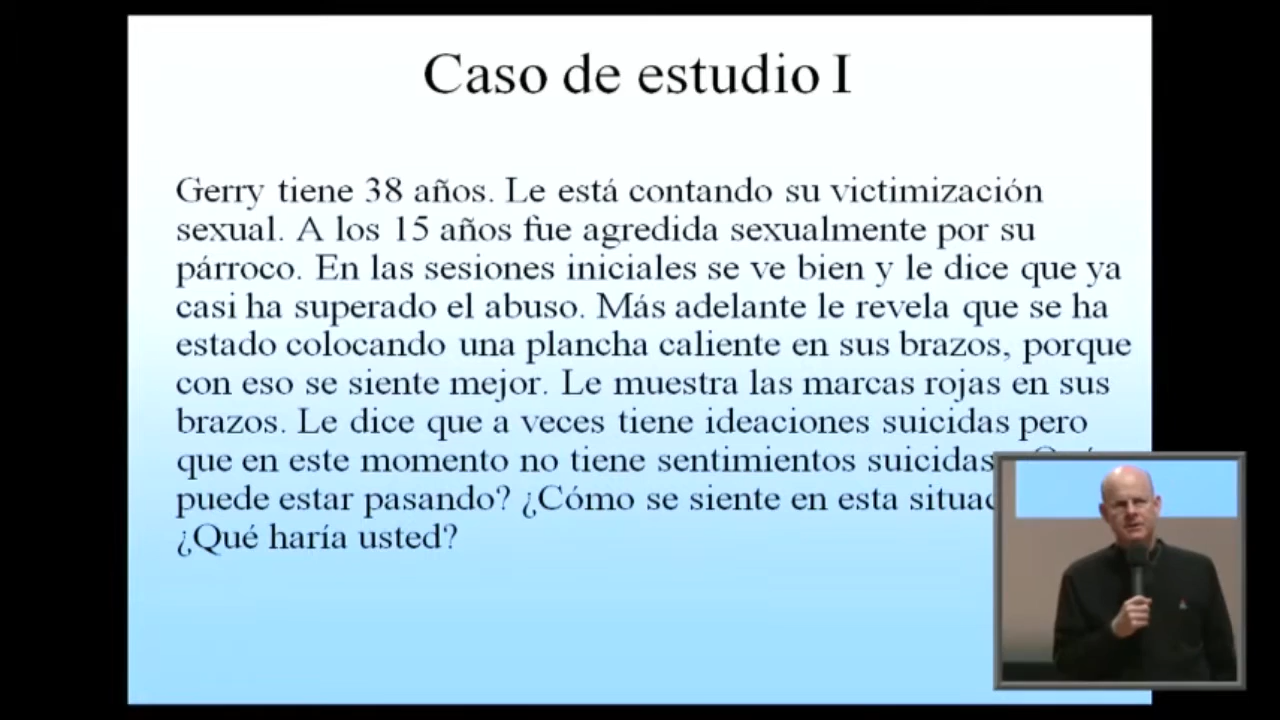 Caso de estudio I
Gerry tiene 38 años. Le está contando su victimización
sexual. A los 15 años fue agredida sexualmente por su
párroco. En las sesiones iniciales se ve bien y le dice que ya
casi ha superado el abuso. Más adelante le revela que se ha
estado colocando una plancha caliente en sus brazos, porque
con eso se siente mejor. Le muestra las marcas rojas en sus
brazos. Le dice que a veces tiene ideaciones suicidas pero
que en este momento no tiene sentimientos suicidas
puede estar pasando? ¿Cómo se siente en esta
¿Qué haría usted?